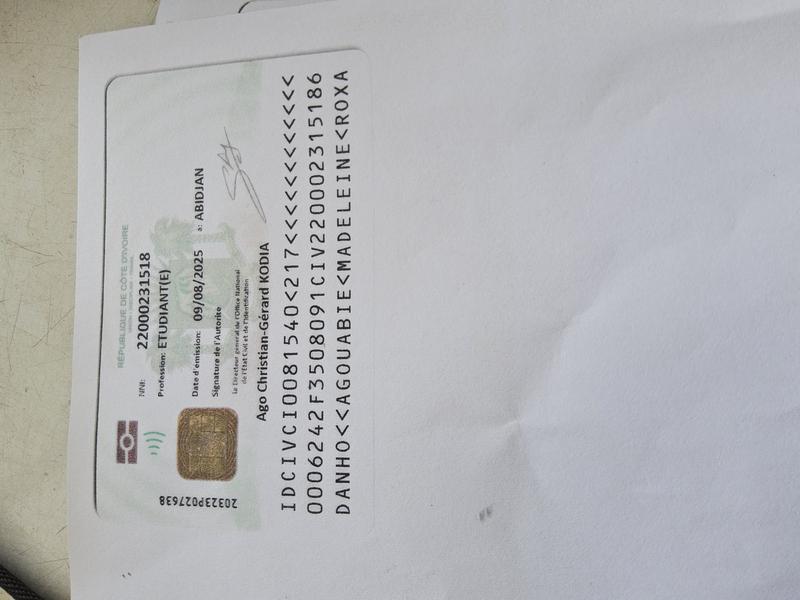 RÉPUBLIQUE DE CÔTE D'IVOIRE
NNI: 22000231518
Profession: ETUDIANT(E)
Date d'émission: 09/08/2025 à: ABIDJAN
Signature de l'Autorité
Le Directeur général de l'Office National
de l'État Civil et de l'Identification
Ago Christian-Gérard KODIA
20323P027638
IDCIVCI0081540<217<<<<<<<<<<<<
0006242F3508091CIV220002315186
DANHO<<AGOUABIE<MADELEINE<ROXA